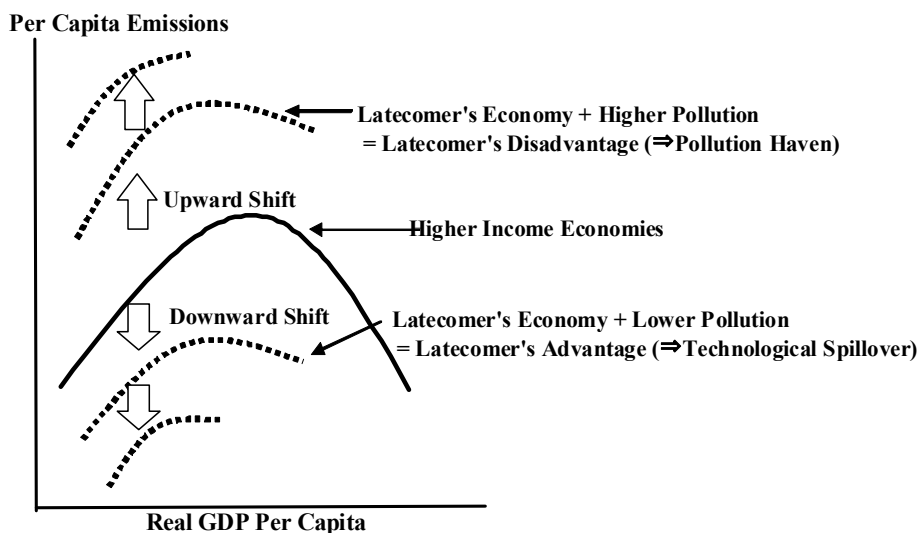 Per Capita Emissions
Latecomer's Economy + Higher Pollution
= Latecomer's Disadvantage (⇒Pollution Haven)
Upward Shift
Higher Income Economies
Downward Shift
Latecomer's Economy + Lower Pollution
= Latecomer's Advantage (⇒Technological Spillover)
Real GDP Per Capita